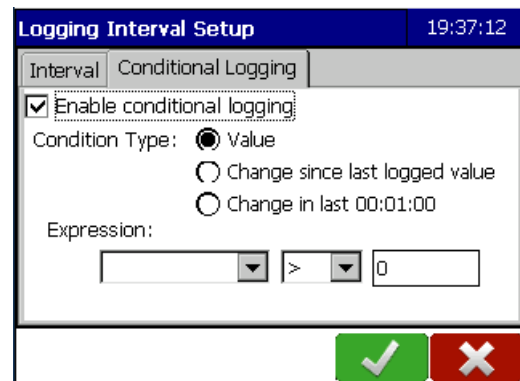 Logging Interval Setup 19:37:12
Interval Conditional Logging
Enable conditional logging
Condition Type: Value
Change since last logged value
Change in last 00:01:00
Expression:
> 0